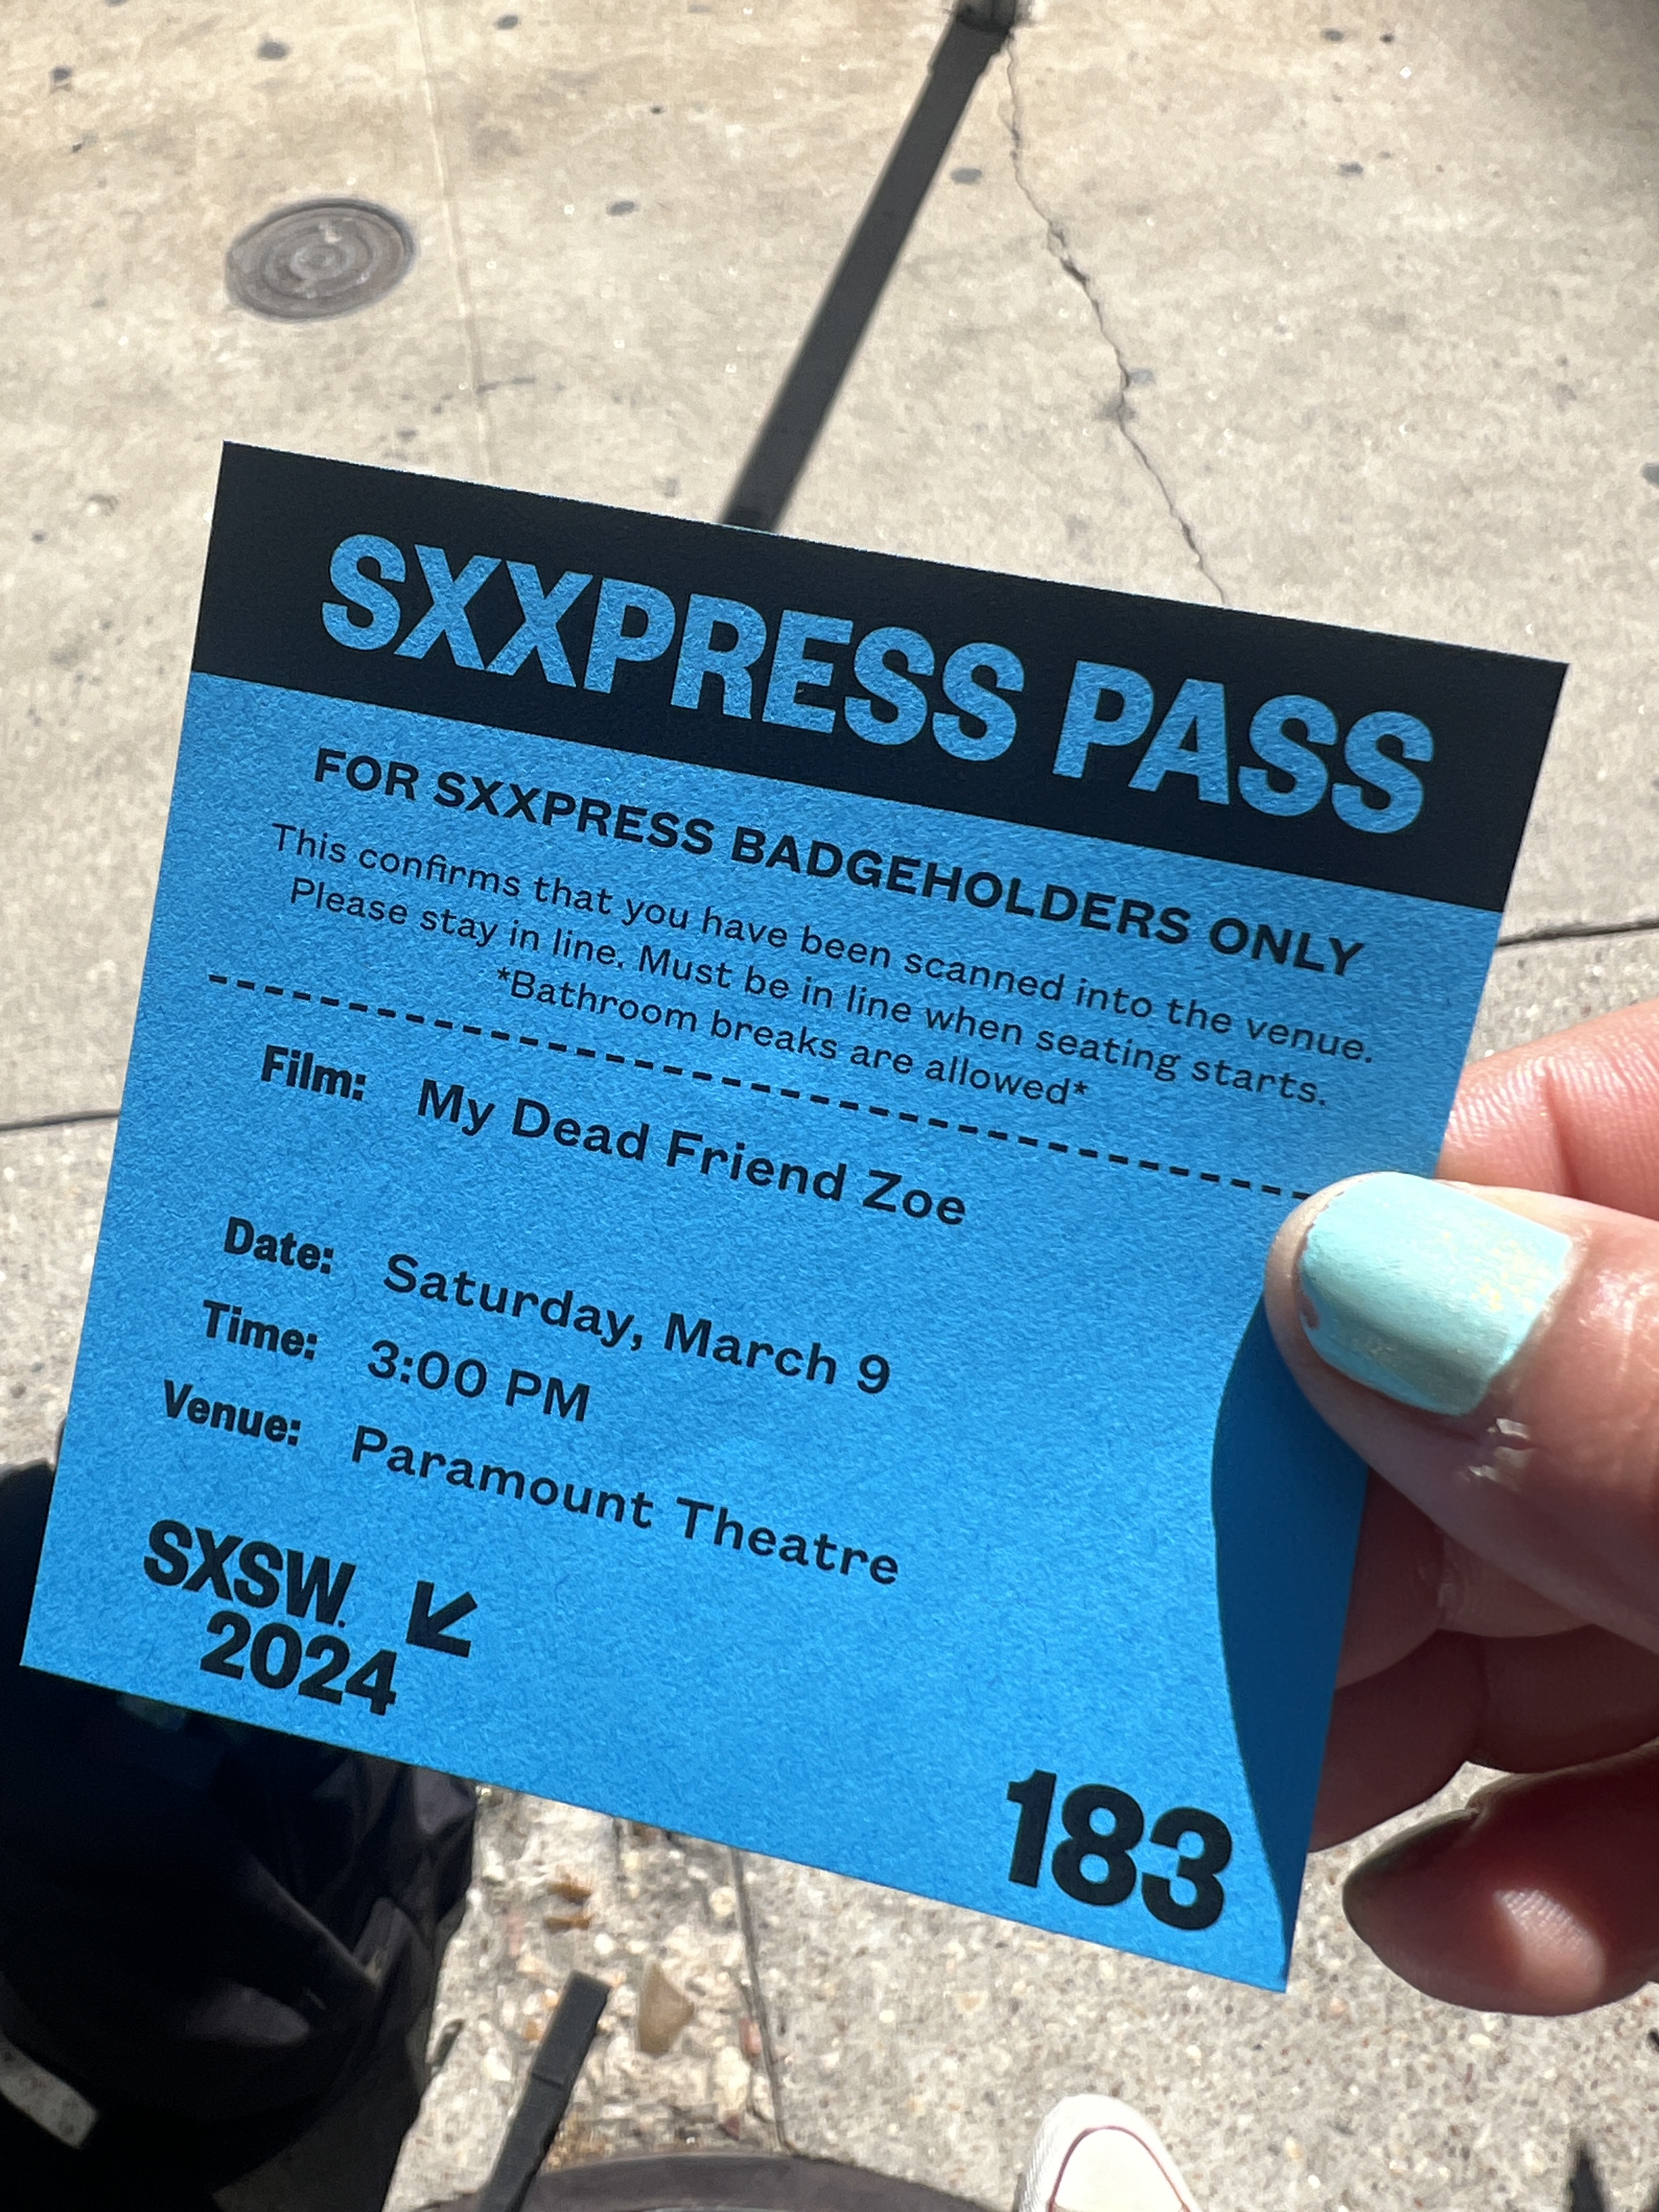 SXXPRESS PASS
FOR SXXPRESS BADGEHOLDERS ONLY
This confirms that you have been scanned into the venue.
Please stay in line. Must be in line when seating starts.
*Bathroom breaks are allowed*
Film: My Dead Friend Zoe
Date: Saturday, March 9
Time: 3:00 PM
Venue: Paramount Theatre
SXSW.
2024
183